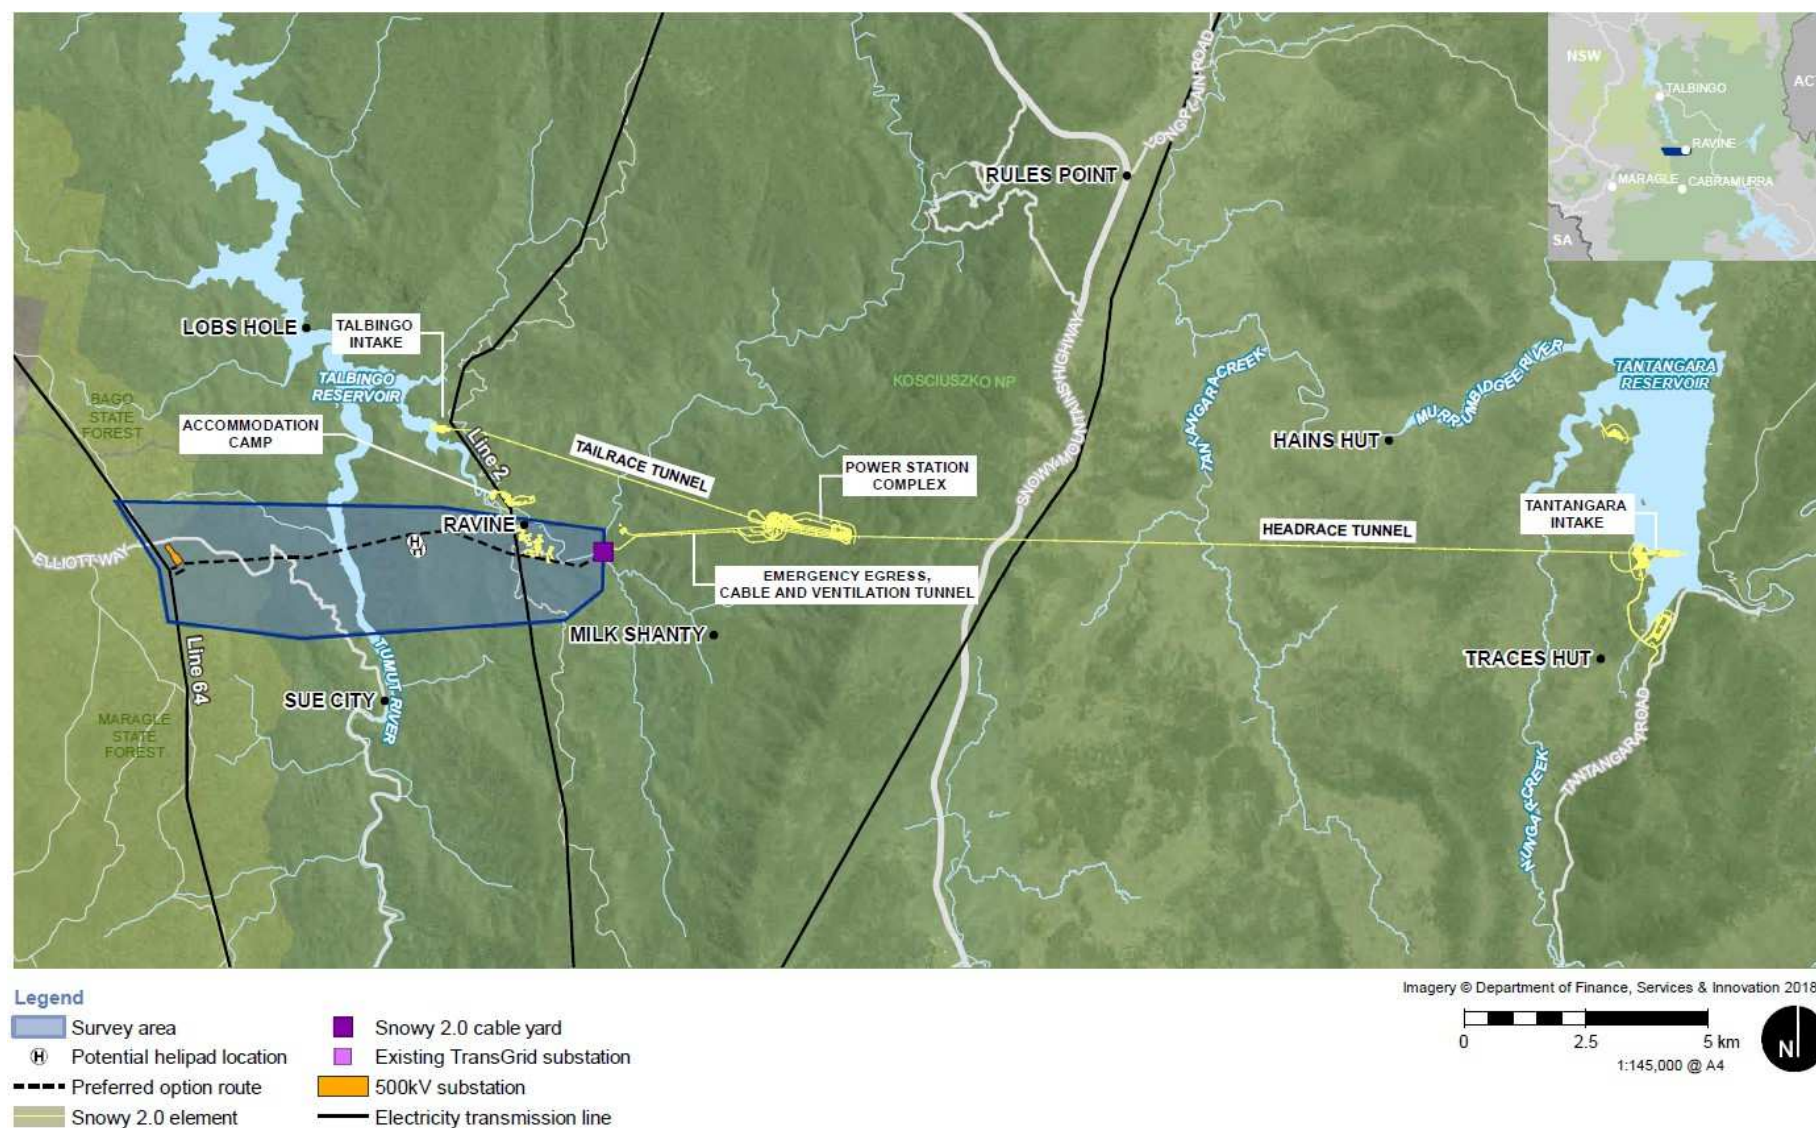 NSW
AC
TALBINGO
RAVINE
MARAGLE
CABRAMURRA
SA
LONG PLAIN ROAD
RULES POINT
LOBS HOLE
TALBINGO
INTAKE
TALBINGO
RESERVOIR
BAGO
STATE
FOREST
ACCOMMODATION
CAMP
Line 2
TAILRACE TUNNEL
KOSCIUSZKO NP
SNOWY MOUNTAINS HIGHWAY
TANTANGARA CREEK
MURRUMBIDGEE RIVER
TANTANGARA
RESERVOIR
HAINS HUT
POWER STATION
COMPLEX
TANTANGARA
INTAKE
RAVINE
H
H
HEADRACE TUNNEL
ELLIOTT WAY
EMERGENCY EGRESS,
CABLE AND VENTILATION TUNNEL
MILK SHANTY
Line 64
TUMUT RIVER
SUE CITY
TRACES HUT
MARAGLE
STATE
FOREST
NUNGAR CREEK
TANTANGARA ROAD
Legend
Survey area
H Potential helipad location
Preferred option route
Snowy 2.0 element
Snowy 2.0 cable yard
Existing TransGrid substation
500kV substation
Electricity transmission line
Imagery © Department of Finance, Services & Innovation 2018
0 2.5 5 km
1:145,000 @ A4
N